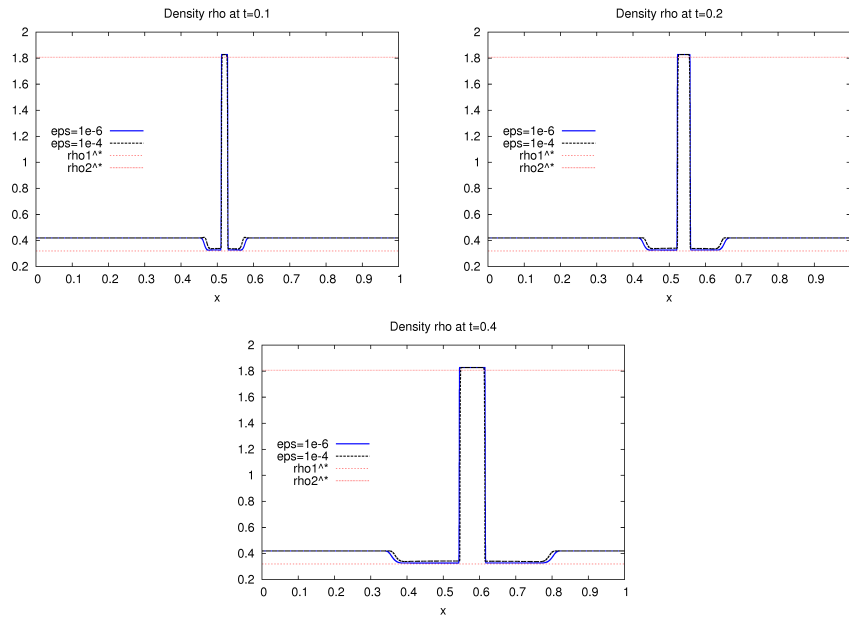 Density rho at t=0.1
2
1.8
1.6
1.4
1.2
1
0.8
0.6
0.4
0.2
eps=1e-6
eps=1e-4
rho1^*
rho2^*
0 0.1 0.2 0.3 0.4 0.5 0.6 0.7 0.8 0.9 1
x
Density rho at t=0.2
2
1.8
1.6
1.4
1.2
1
0.8
0.6
0.4
0.2
eps=1e-6
eps=1e-4
rho1^*
rho2^*
0 0.1 0.2 0.3 0.4 0.5 0.6 0.7 0.8 0.9
x
Density rho at t=0.4
2
1.8
1.6
1.4
1.2
1
0.8
0.6
0.4
0.2
eps=1e-6
eps=1e-4
rho1^*
rho2^*
0 0.1 0.2 0.3 0.4 0.5 0.6 0.7 0.8 0.9 1
x